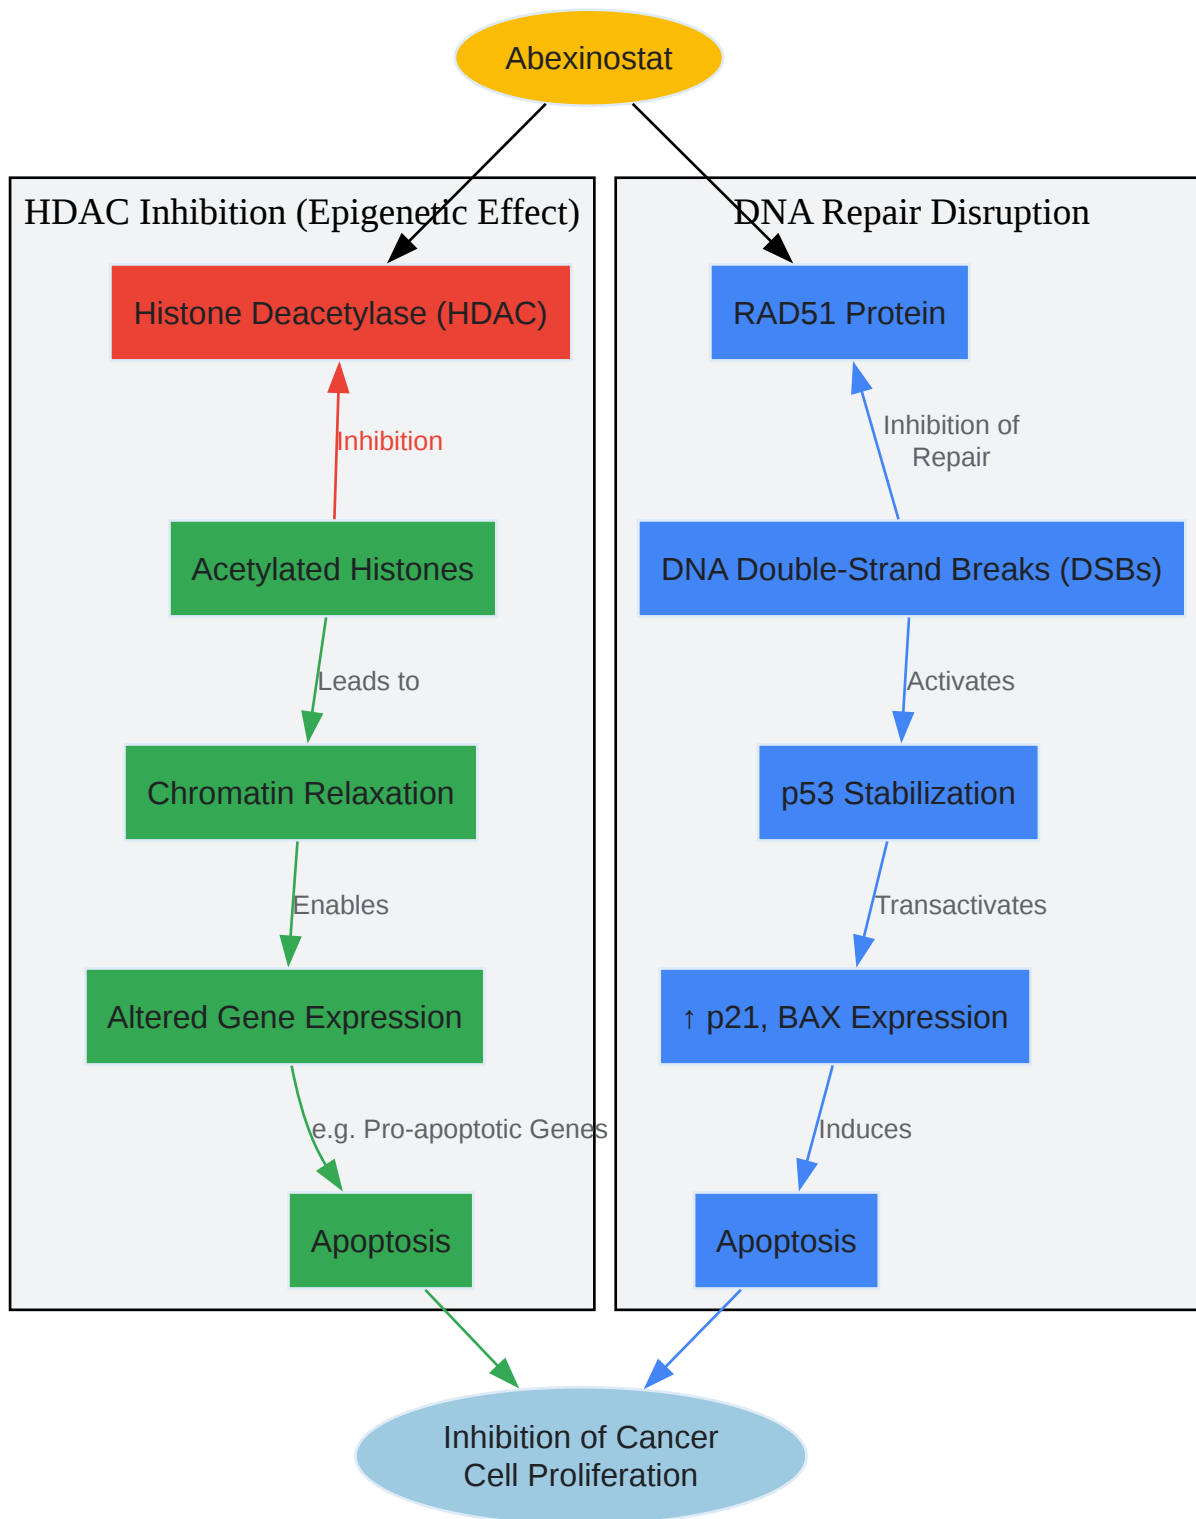 Abexinostat
HDAC Inhibition (Epigenetic Effect)
Histone Deacetylase (HDAC)
Inhibition
Acetylated Histones
Leads to
Chromatin Relaxation
Enables
Altered Gene Expression
e.g. Pro-apoptotic Genes
Apoptosis
DNA Repair Disruption
RAD51 Protein
Inhibition of
Repair
DNA Double-Strand Breaks (DSBs)
Activates
p53 Stabilization
Transactivates
↑ p21, BAX Expression
Induces
Apoptosis
Inhibition of Cancer
Cell Proliferation